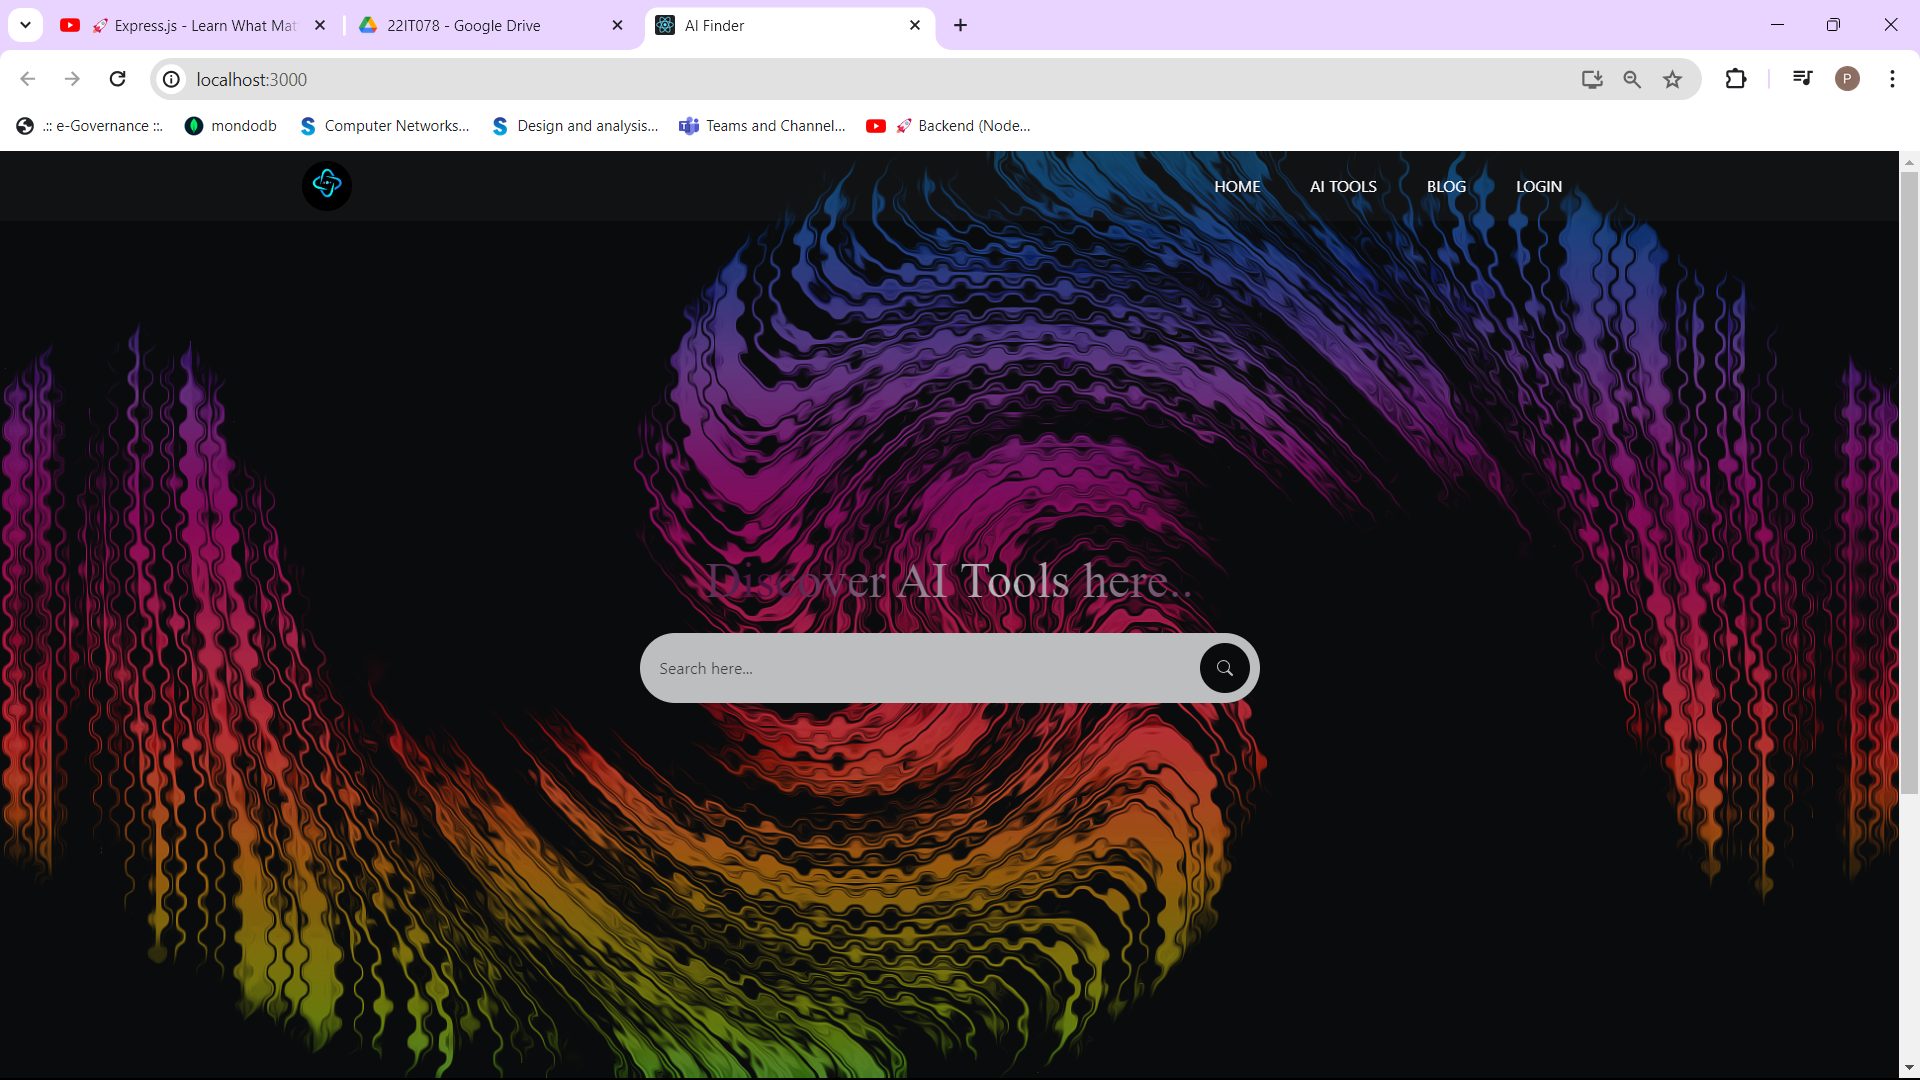 🚀 Express.js - Learn What Mat
22IT078 - Google Drive
AI Finder
localhost:3000
P
.:: e-Governance ::.
mondodb
Computer Networks...
Design and analysis...
Teams and Channel...
🚀 Backend (Node...
HOME
AI TOOLS
BLOG
LOGIN
Discover AI Tools here..
Search here...